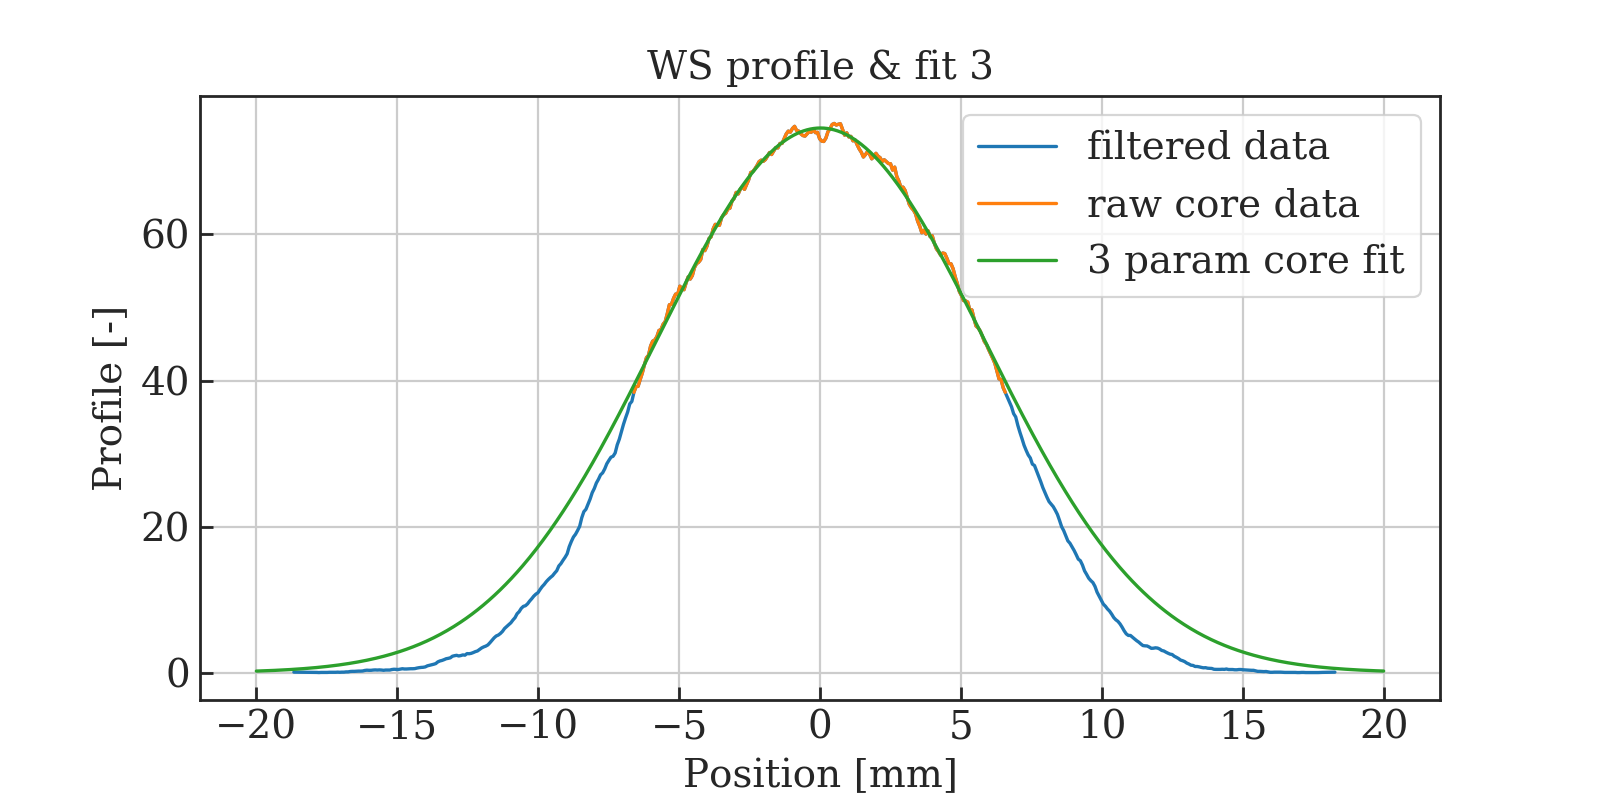 WS profile & fit 3
filtered data
raw core data
3 param core fit
Profile [-]
60
40
20
0
−20 −15 −10 −5 0 5 10 15 20
Position [mm]